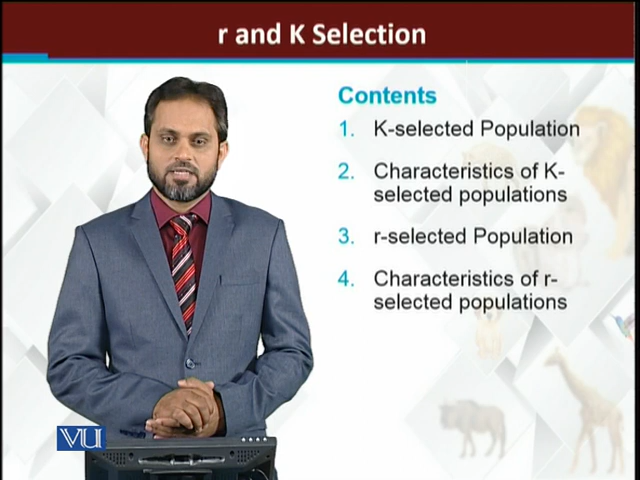 r and K Selection
Contents
1. K-selected Population
2. Characteristics of K-
selected populations
3. r-selected Population
4. Characteristics of r-
selected populations
VU